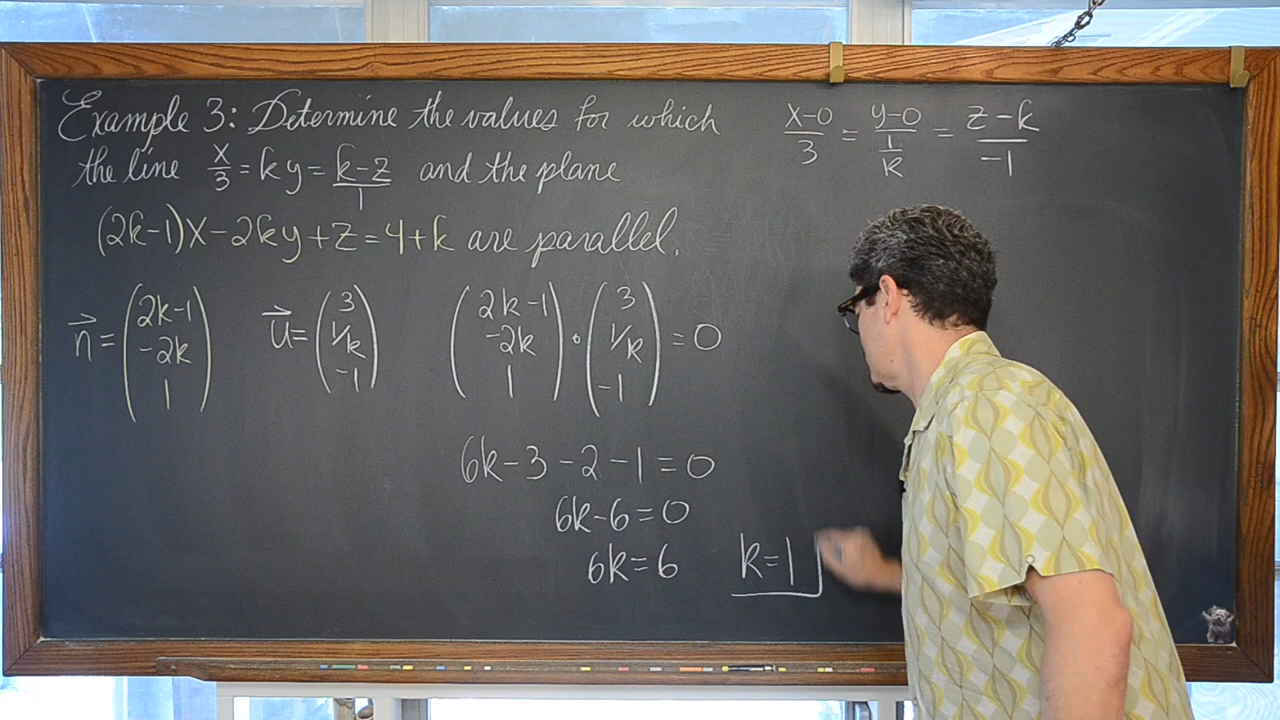 Example 3: Determine the values for which
the line x/3 = ky = k-z/1 and the plane
(2k-1)x-2ky+z=4+k are parallel.
x-0/3 = y-0/1/k = z-k/-1
n⃗ = (2k-1 -2k 1) u⃗ = (3 1/k -1) (2k-1 -2k 1) · (3 1/k -1) = 0
6k-3-2-1=0
6k-6=0
6k=6 k=1